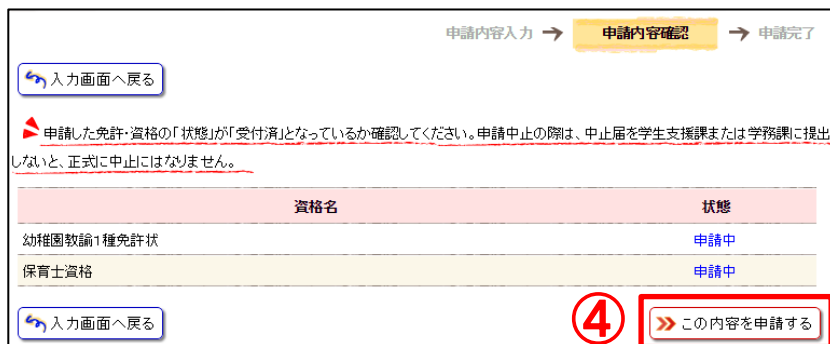 申請内容入力 → 申請内容確認 → 申請完了
入力画面へ戻る
申請した免許・資格の「状態」が「受付済」となっているか確認してください。申請中止の際は、中止届を学生支援課または学務課に提出
しないと、正式に中止にはなりません。
資格名 状態
幼稚園教諭1種免許状 申請中
保育士資格 申請中
入力画面へ戻る ④ この内容を申請する